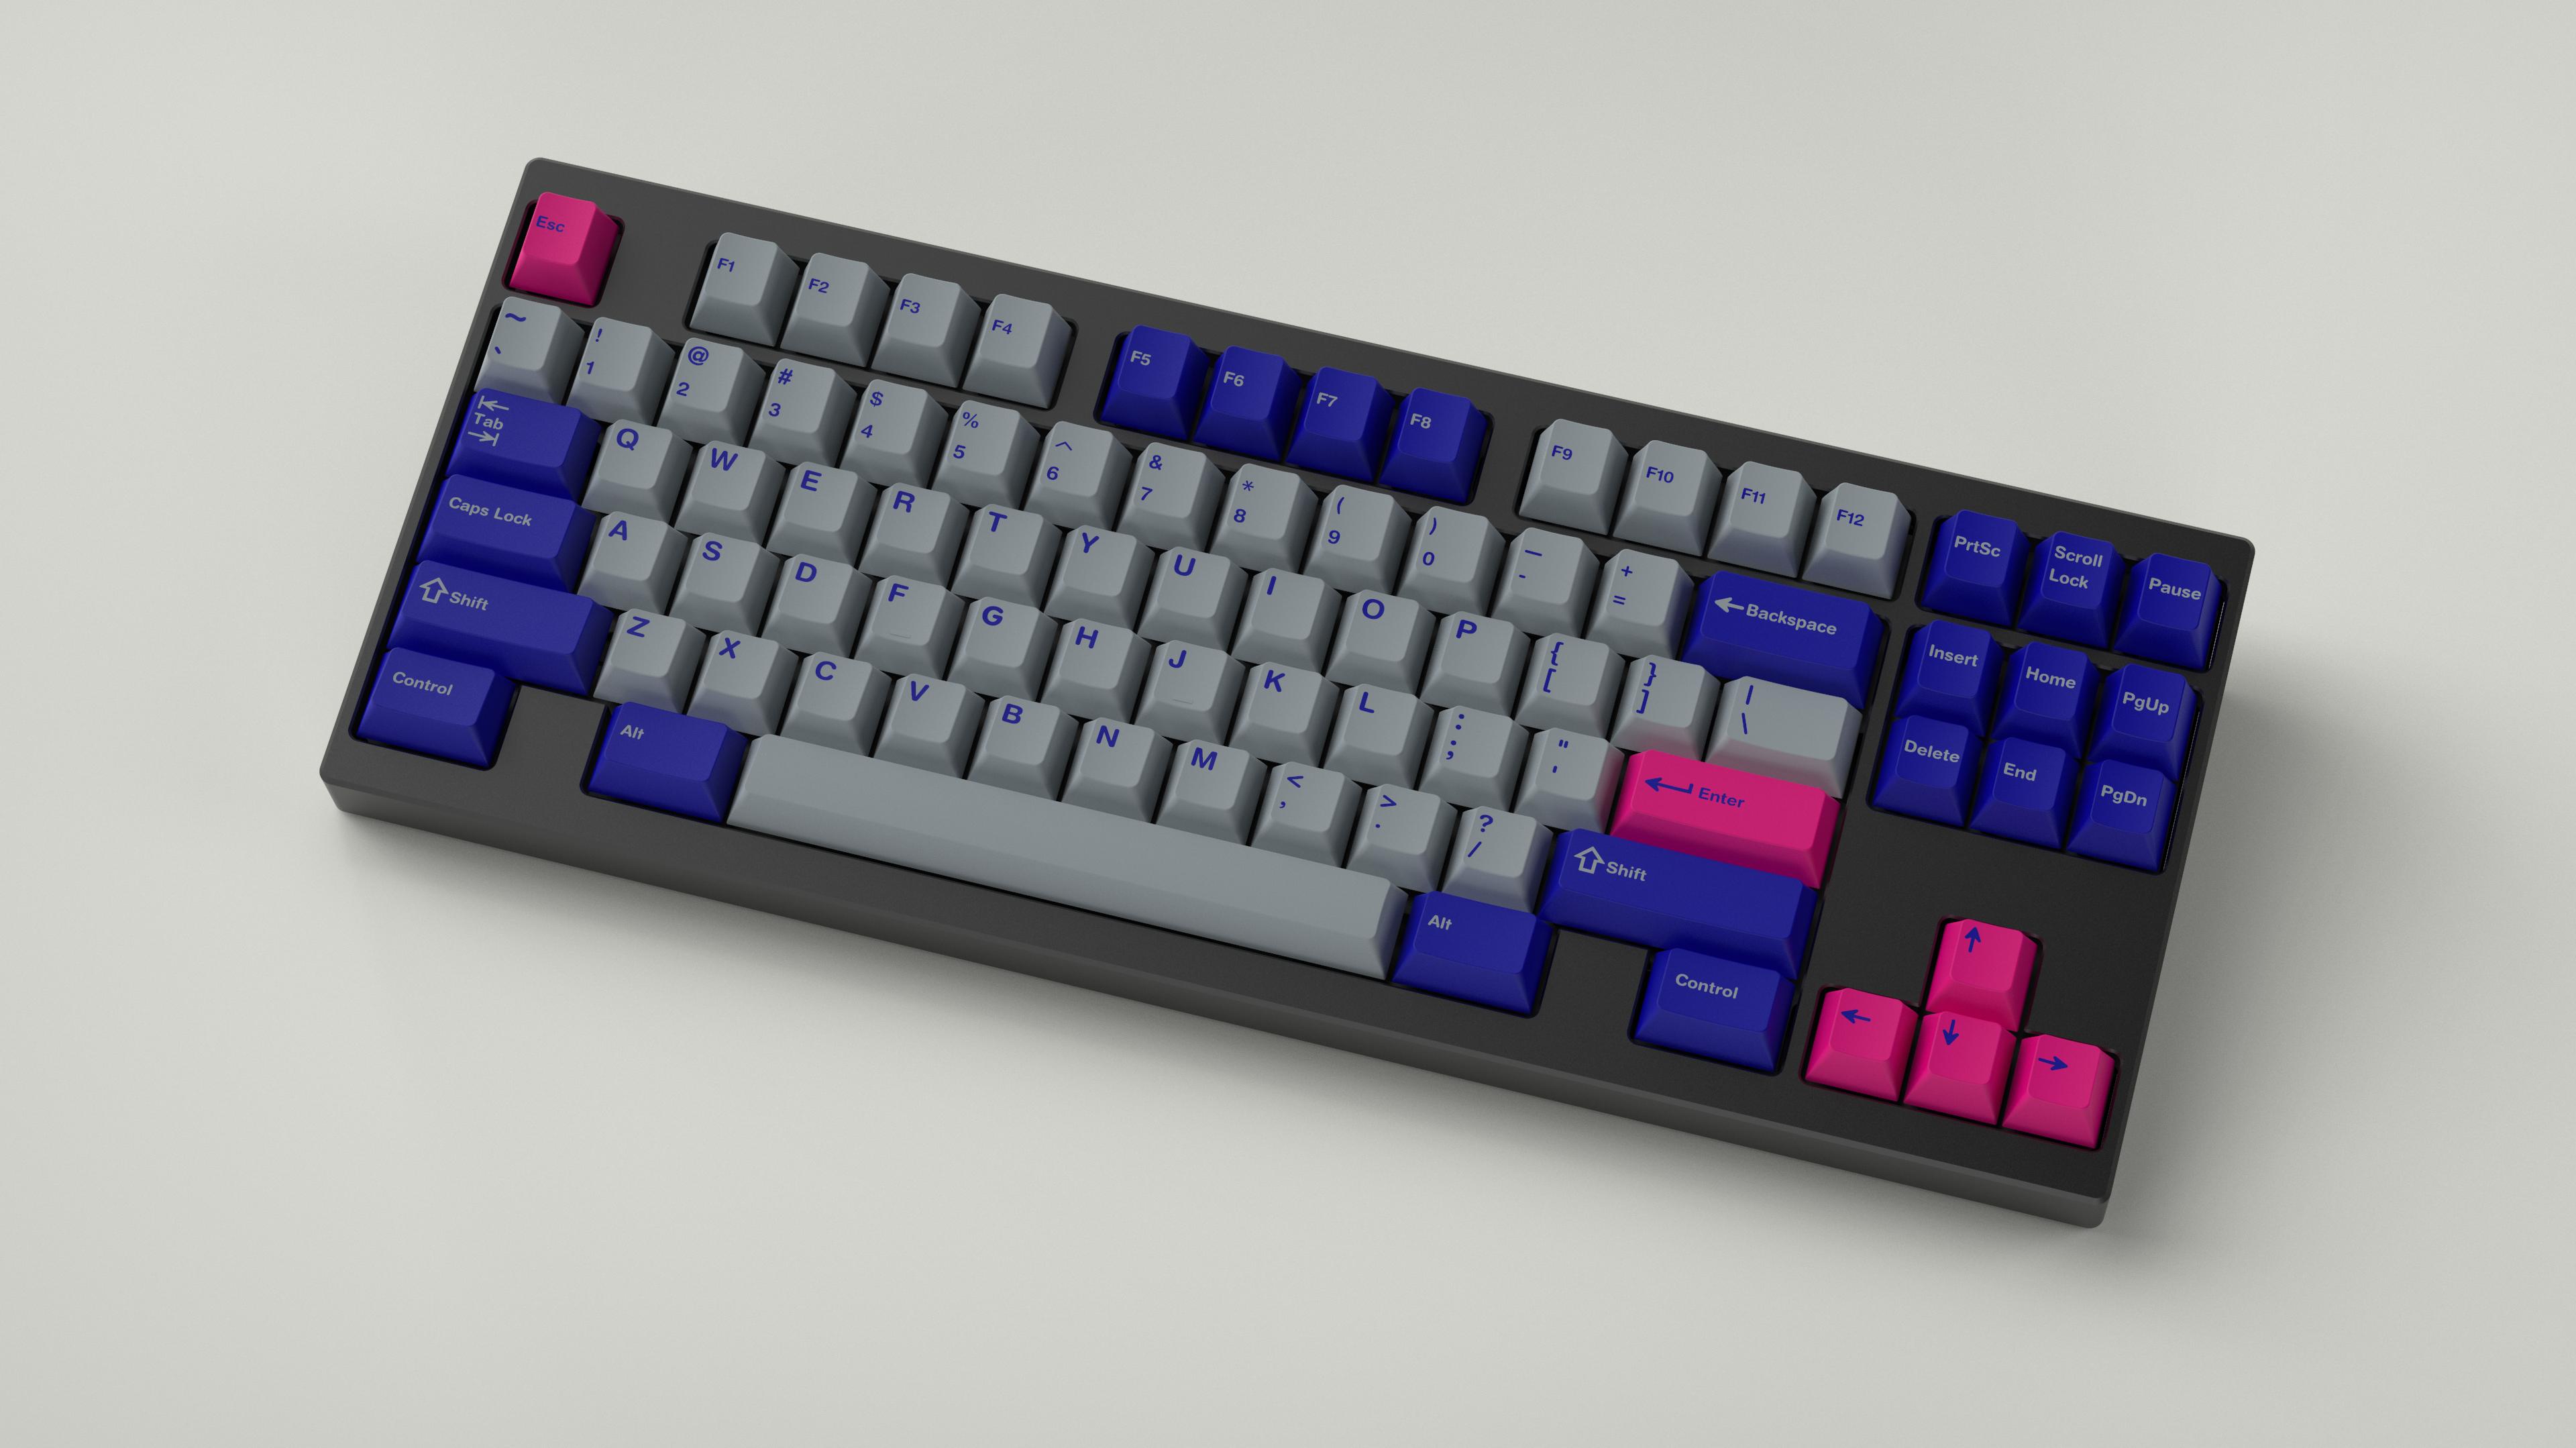 Esc F1 F2 F3 F4 F5 F6 F7 F8 F9 F10 F11 F12 PrtSc Scroll Lock Pause
~ ` ! 1 @ 2 # 3 $ 4 % 5 ^ 6 & 7 * 8 ( 9 ) 0 _ - + = ← Backspace Insert Home PgUp
⇤ Tab ⇥ Q W E R T Y U I O P { [ } ] | \ Delete End PgDn
Caps Lock A S D F G H J K L : ; " ' ↵ Enter
⇧ Shift Z X C V B N M < , > . ? / ⇧ Shift ↑
Control Alt Alt Control ← ↓ →